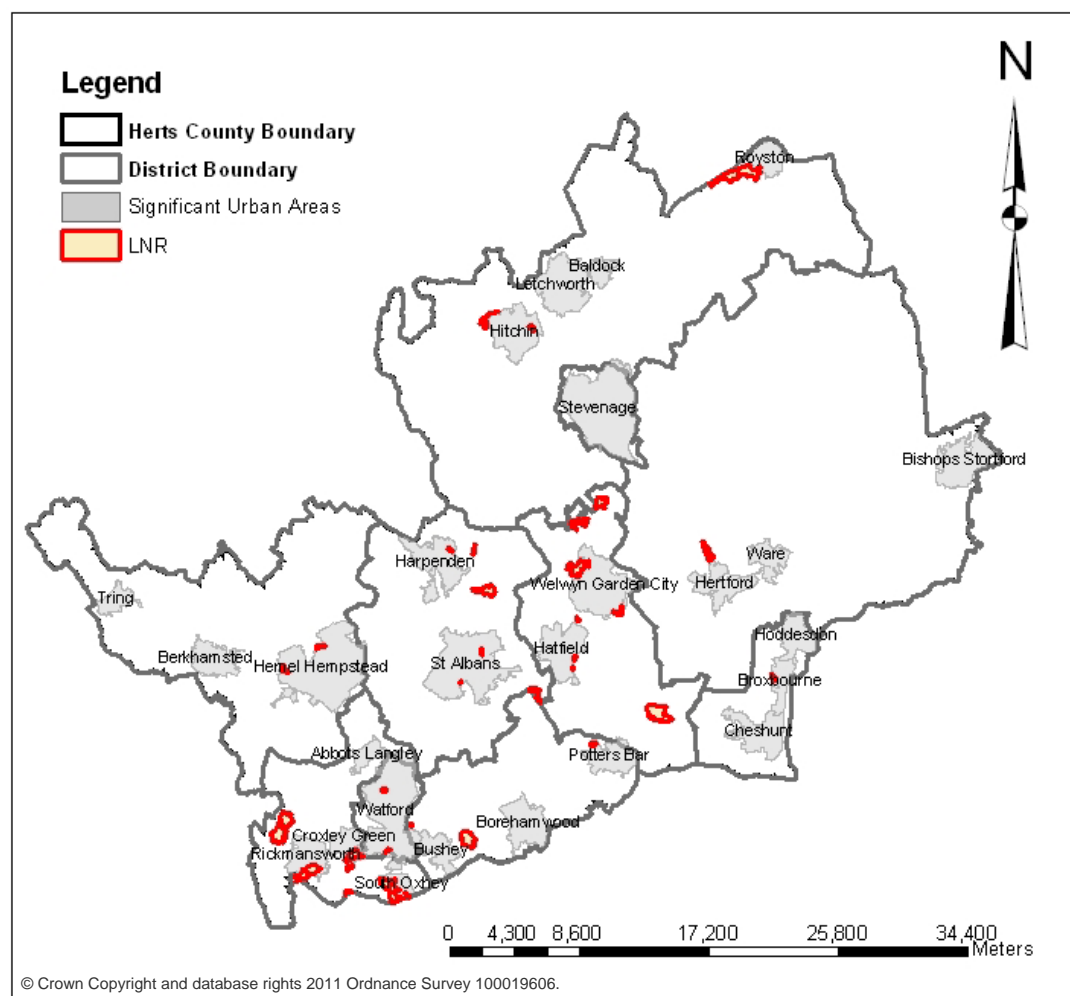 Legend
Herts County Boundary
District Boundary
Significant Urban Areas
LNR
N
Royston
Baldock
Letchworth
Hitchin
Stevenage
Bishops Stortford
Harpenden
Ware
Welwyn Garden City
Hertford
Tring
Hoddesdon
Berkhamsted
Hemel Hempstead
St Albans
Hatfield
Broxbourne
Cheshunt
Abbots Langley
Potters Bar
Watford
Borehamwood
Croxley Green
Bushey
Rickmansworth
South Oxhey
0 4,300 8,600 17,200 25,800 34,400
Meters
© Crown Copyright and database rights 2011 Ordnance Survey 100019606.